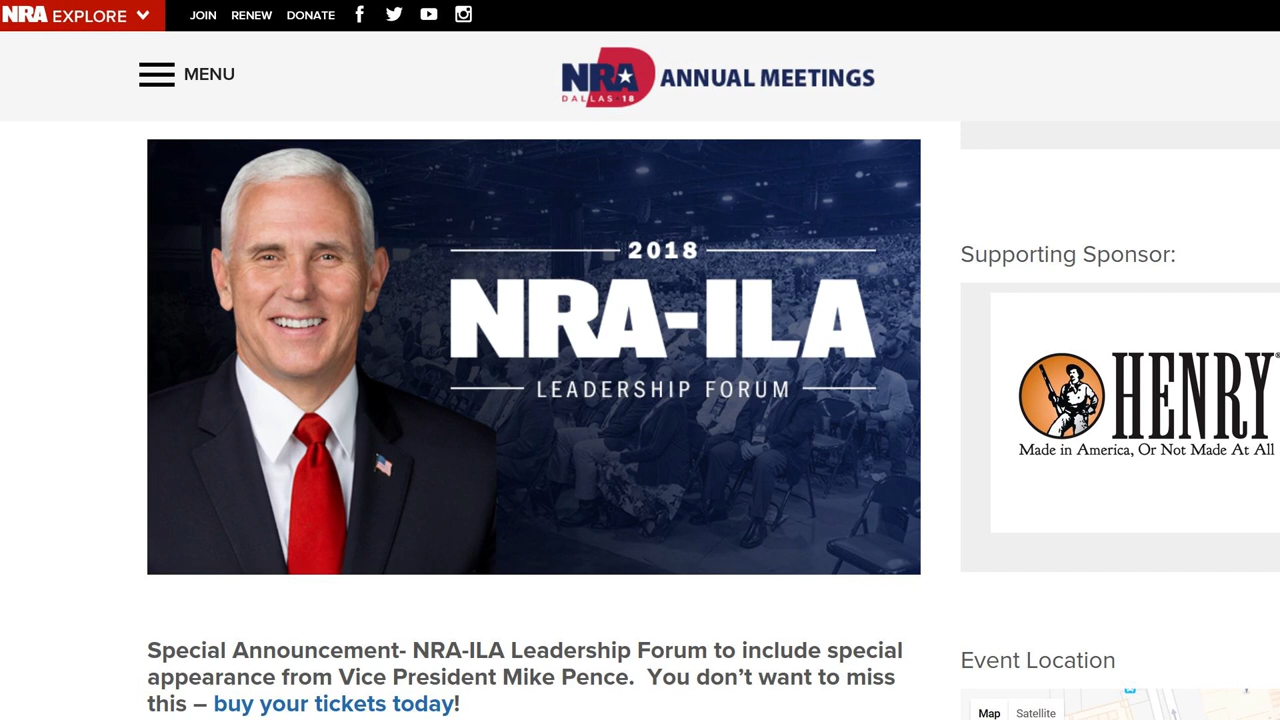 NRA EXPLORE
JOIN RENEW DONATE
MENU
NRA
DALLAS 18
ANNUAL MEETINGS
2018
NRA-ILA
LEADERSHIP FORUM
Special Announcement- NRA-ILA Leadership Forum to include special
appearance from Vice President Mike Pence.  You don’t want to miss
this – buy your tickets today!
Supporting Sponsor:
HENRY®
Made in America, Or Not Made At All
Event Location
Map Satellite